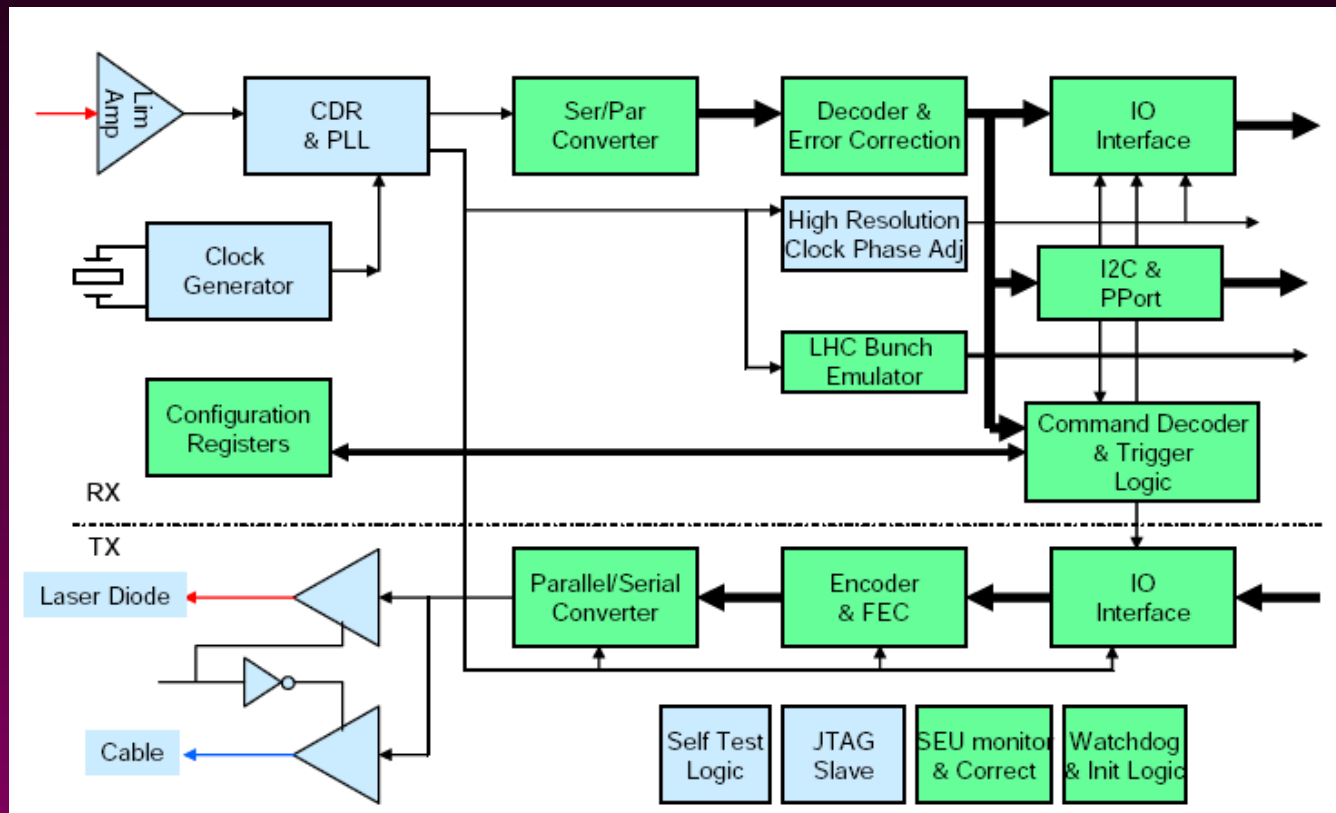 Lim
Amp
CDR
& PLL
Ser/Par
Converter
Decoder &
Error Correction
IO
Interface
Clock
Generator
High Resolution
Clock Phase Adj
I2C &
PPort
LHC Bunch
Emulator
Configuration
Registers
Command Decoder
& Trigger
Logic
RX
TX
Laser Diode
Parallel/Serial
Converter
Encoder
& FEC
IO
Interface
Cable
Self Test
Logic
JTAG
Slave
SEU monitor
& Correct
Watchdog
& Init Logic